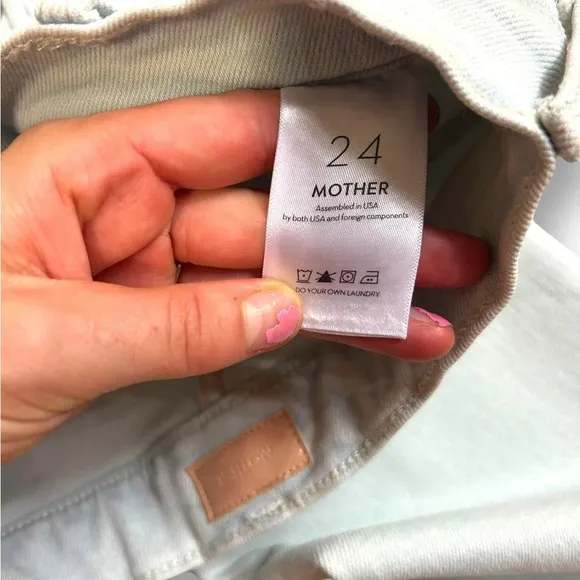 24
MOTHER
Assembled in USA
by both USA and foreign components
DO YOUR OWN LAUNDRY